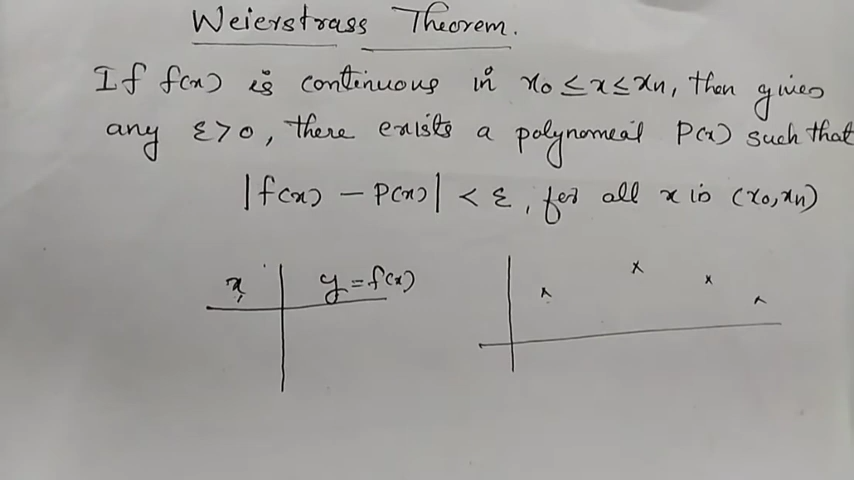 Weierstrass Theorem.
If f(x) is continuous in x₀ ≤ x ≤ xₙ, then given
any ε > 0, there exists a polynomeal P(x) such that
|f(x) - P(x)| < ε, for all x in (x₀, xₙ)
x y = f(x)